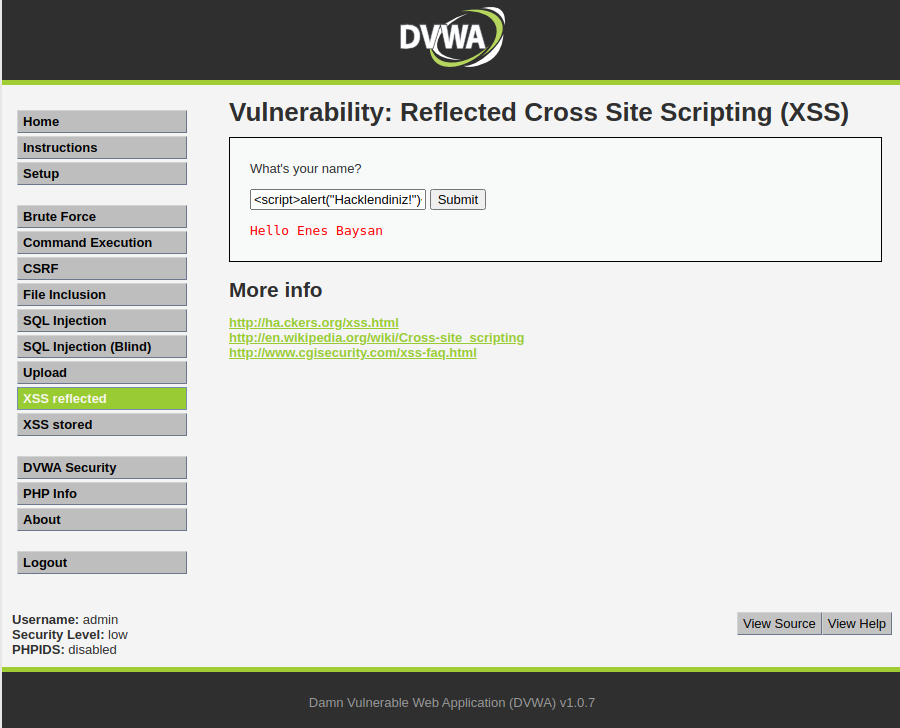 DVWA
Home
Instructions
Setup
Brute Force
Command Execution
CSRF
File Inclusion
SQL Injection
SQL Injection (Blind)
Upload
XSS reflected
XSS stored
DVWA Security
PHP Info
About
Logout
Vulnerability: Reflected Cross Site Scripting (XSS)
What's your name?
<script>alert("Hacklendiniz!") Submit
Hello Enes Baysan
More info
http://ha.ckers.org/xss.html
http://en.wikipedia.org/wiki/Cross-site_scripting
http://www.cgisecurity.com/xss-faq.html
Username: admin
Security Level: low
PHPIDS: disabled
View Source View Help
Damn Vulnerable Web Application (DVWA) v1.0.7